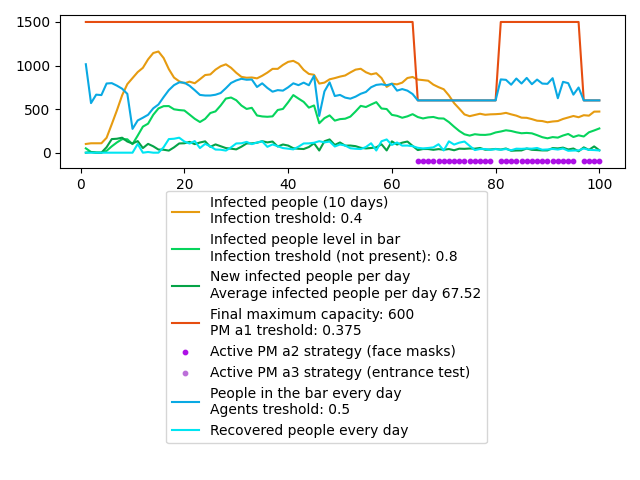 1500
1000
500
0
0
20
40
60
80
100
Infected people (10 days)
Infection treshold: 0.4
Infected people level in bar
Infection treshold (not present): 0.8
New infected people per day
Average infected people per day 67.52
Final maximum capacity: 600
PM a1 treshold: 0.375
Active PM a2 strategy (face masks)
Active PM a3 strategy (entrance test)
People in the bar every day
Agents treshold: 0.5
Recovered people every day